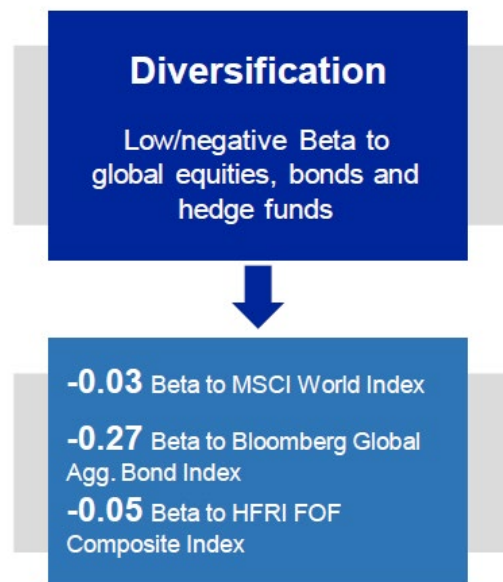 Diversification
Low/negative Beta to
global equities, bonds and
hedge funds
-0.03 Beta to MSCI World Index
-0.27 Beta to Bloomberg Global
Agg. Bond Index
-0.05 Beta to HFRI FOF
Composite Index